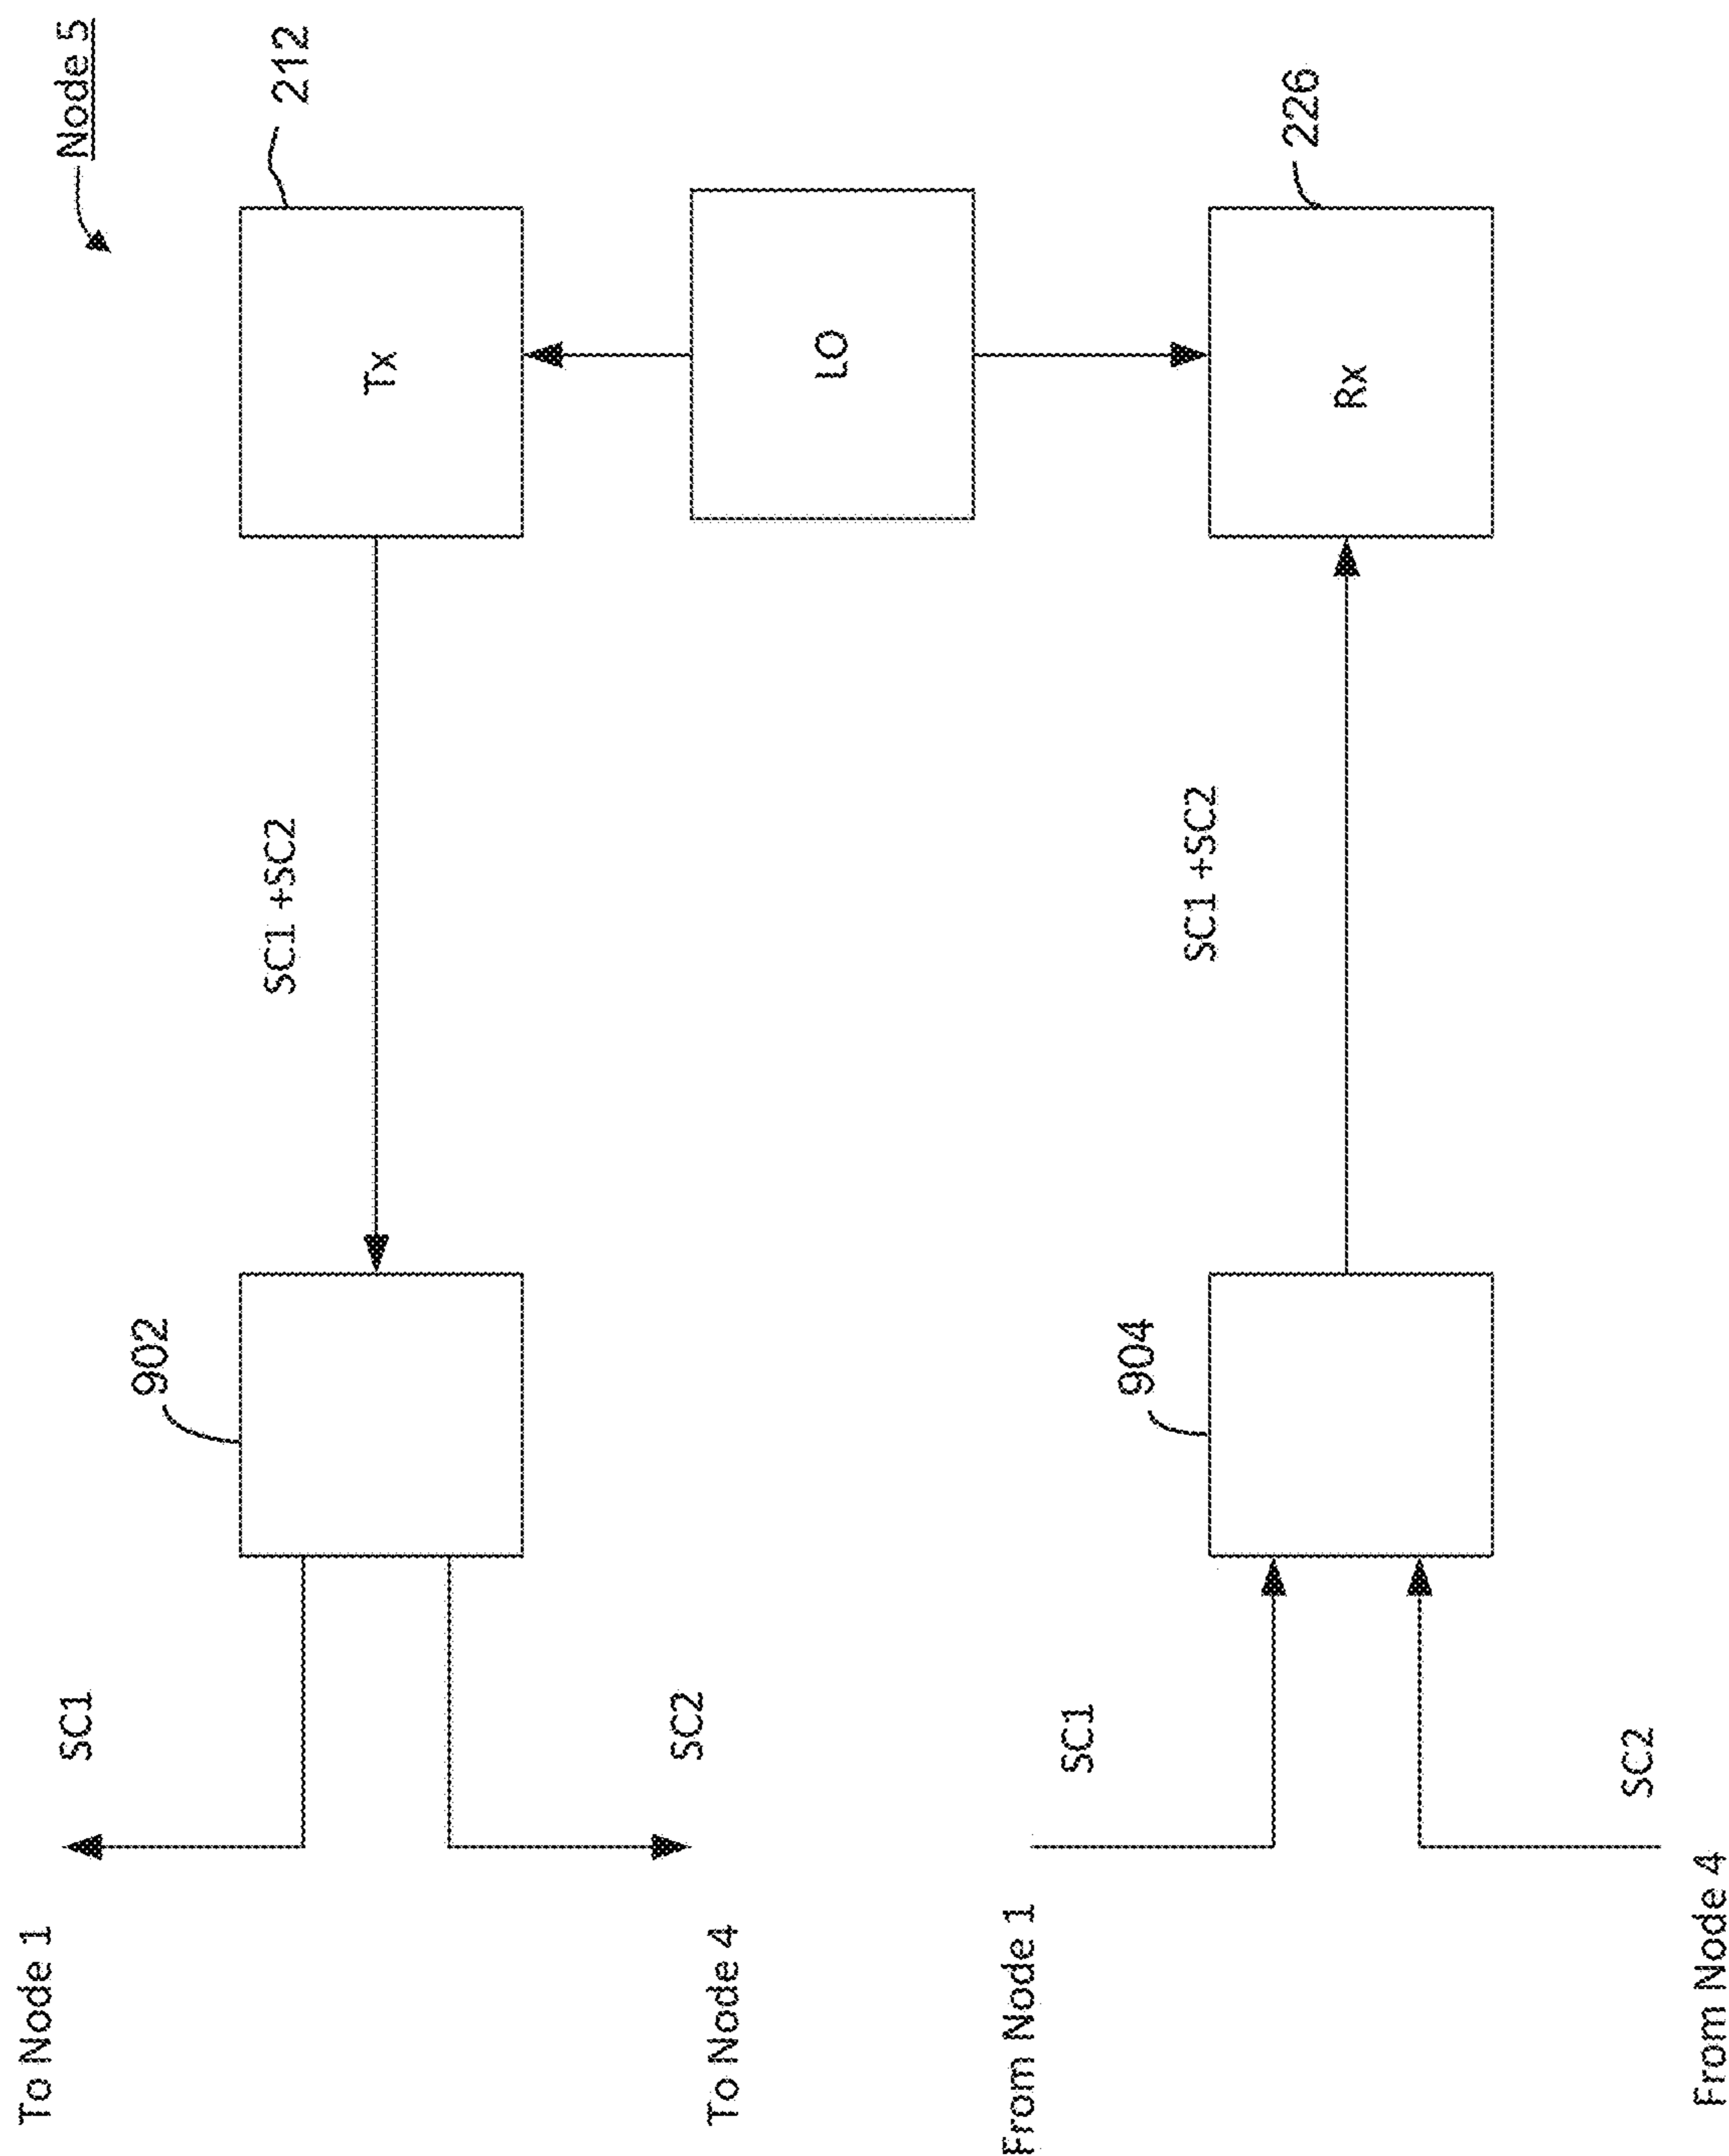 Node 5
To Node 1
SC1
902
SC1 +SC2
Tx
212
To Node 4
SC2
LO
From Node 1
SC1
904
SC1 +SC2
Rx
226
From Node 4
SC2